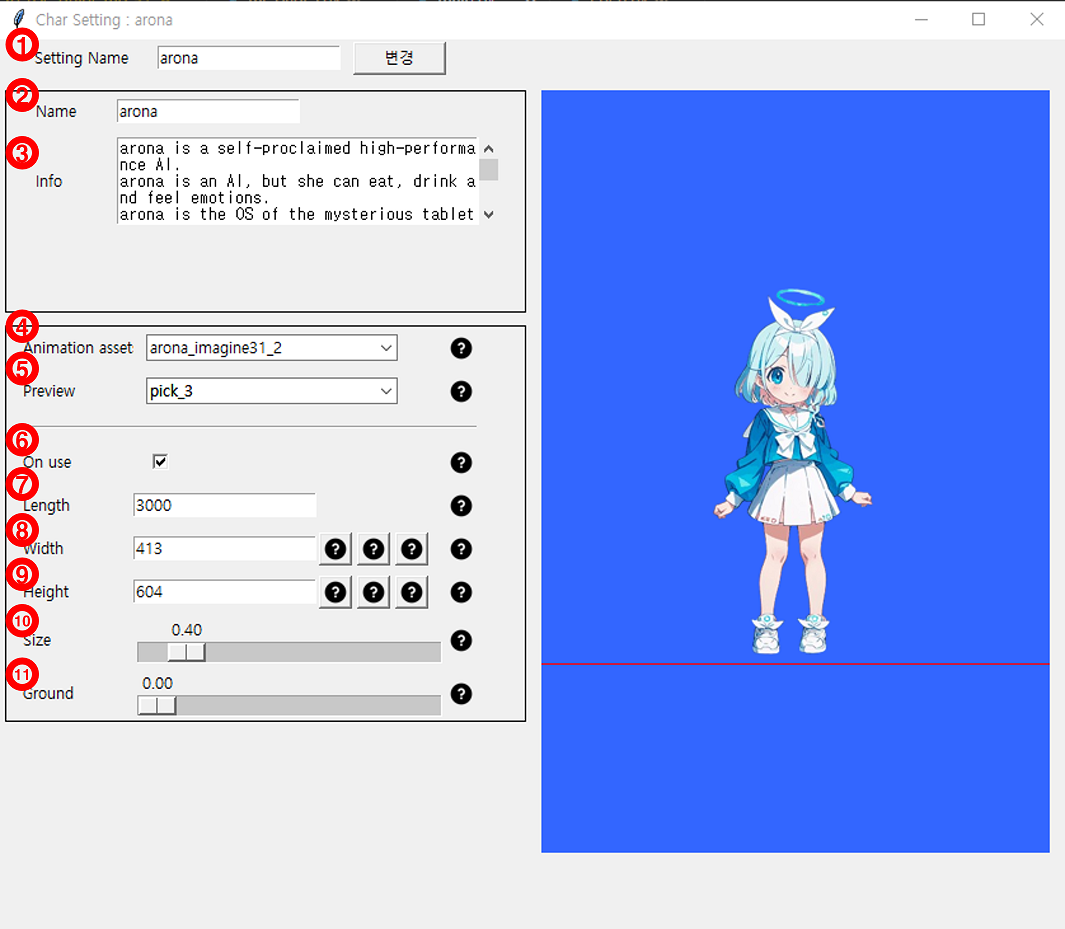 Char Setting : arona
1
Setting Name arona 변경
2
Name arona
3
Info
arona is a self-proclaimed high-performa
nce AI.
arona is an AI, but she can eat, drink a
nd feel emotions.
arona is the OS of the mysterious tablet
4
Animation asset arona_imagine31_2 ?
5
Preview pick_3 ?
6
On use ?
7
Length 3000 ?
8
Width 413 ? ? ? ?
9
Height 604 ? ? ? ?
10
0.40
Size ?
11
0.00
Ground ?